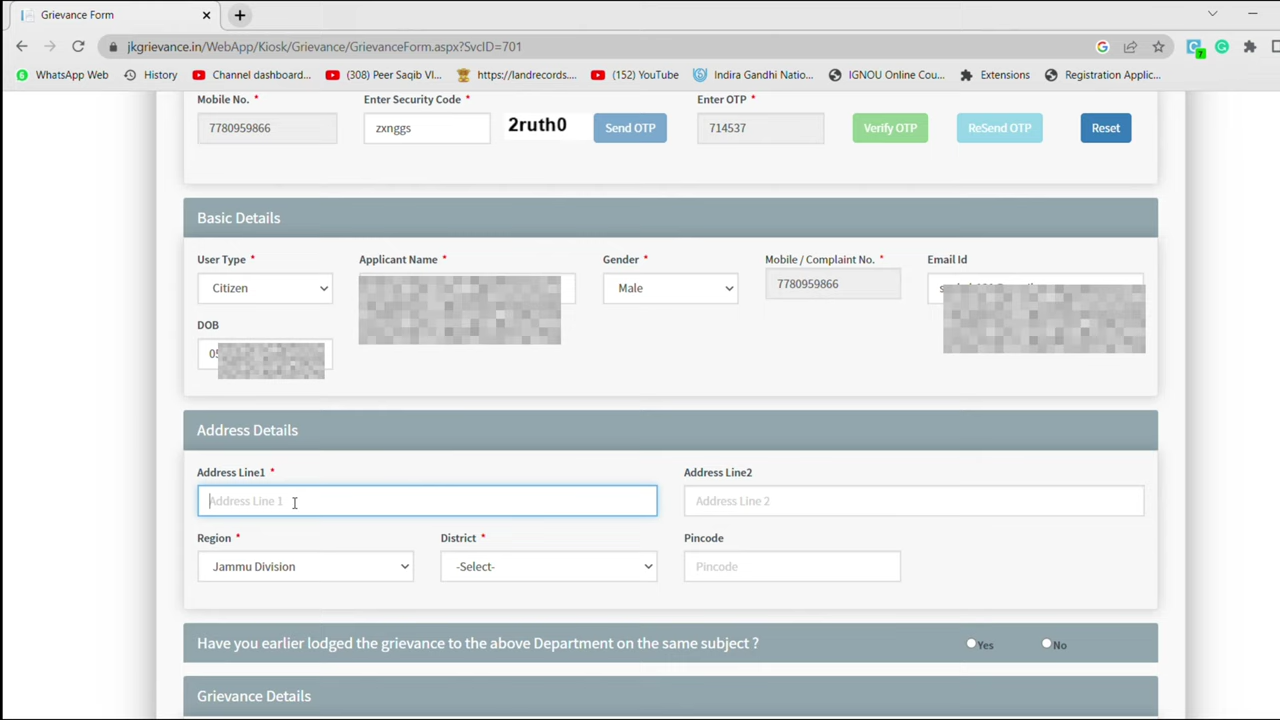 Grievance Form
jkgrievance.in/WebApp/Kiosk/Grievance/GrievanceForm.aspx?SvcID=701
WhatsApp Web History Channel dashboard... (308) Peer Saqib VI... https://landrecords.... (152) YouTube Indira Gandhi Natio... IGNOU Online Cou... Extensions Registration Applic...
Mobile No. * Enter Security Code * Enter OTP *
7780959866 zxnggs 2ruth0 Send OTP 714537 Verify OTP ReSend OTP Reset
Basic Details
User Type * Applicant Name * Gender * Mobile / Complaint No. * Email Id
Citizen Male 7780959866
DOB
Address Details
Address Line1 * Address Line2
Address Line 1 Address Line 2
Region * District * Pincode
Jammu Division -Select- Pincode
Have you earlier lodged the grievance to the above Department on the same subject ? Yes No
Grievance Details